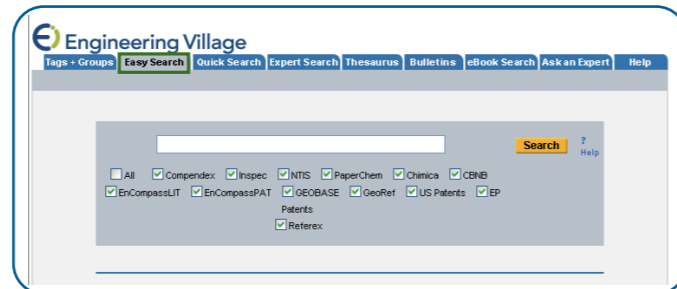 Engineering Village
Tags + Groups Easy Search Quick Search Expert Search Thesaurus Bulletins eBook Search Ask an Expert Help
Search ?
Help
All Compendex Inspec NTIS PaperChem Chimica CBNB
EnCompassLIT EnCompassPAT GEOBASE GeoRef US Patents EP
Patents
Referex